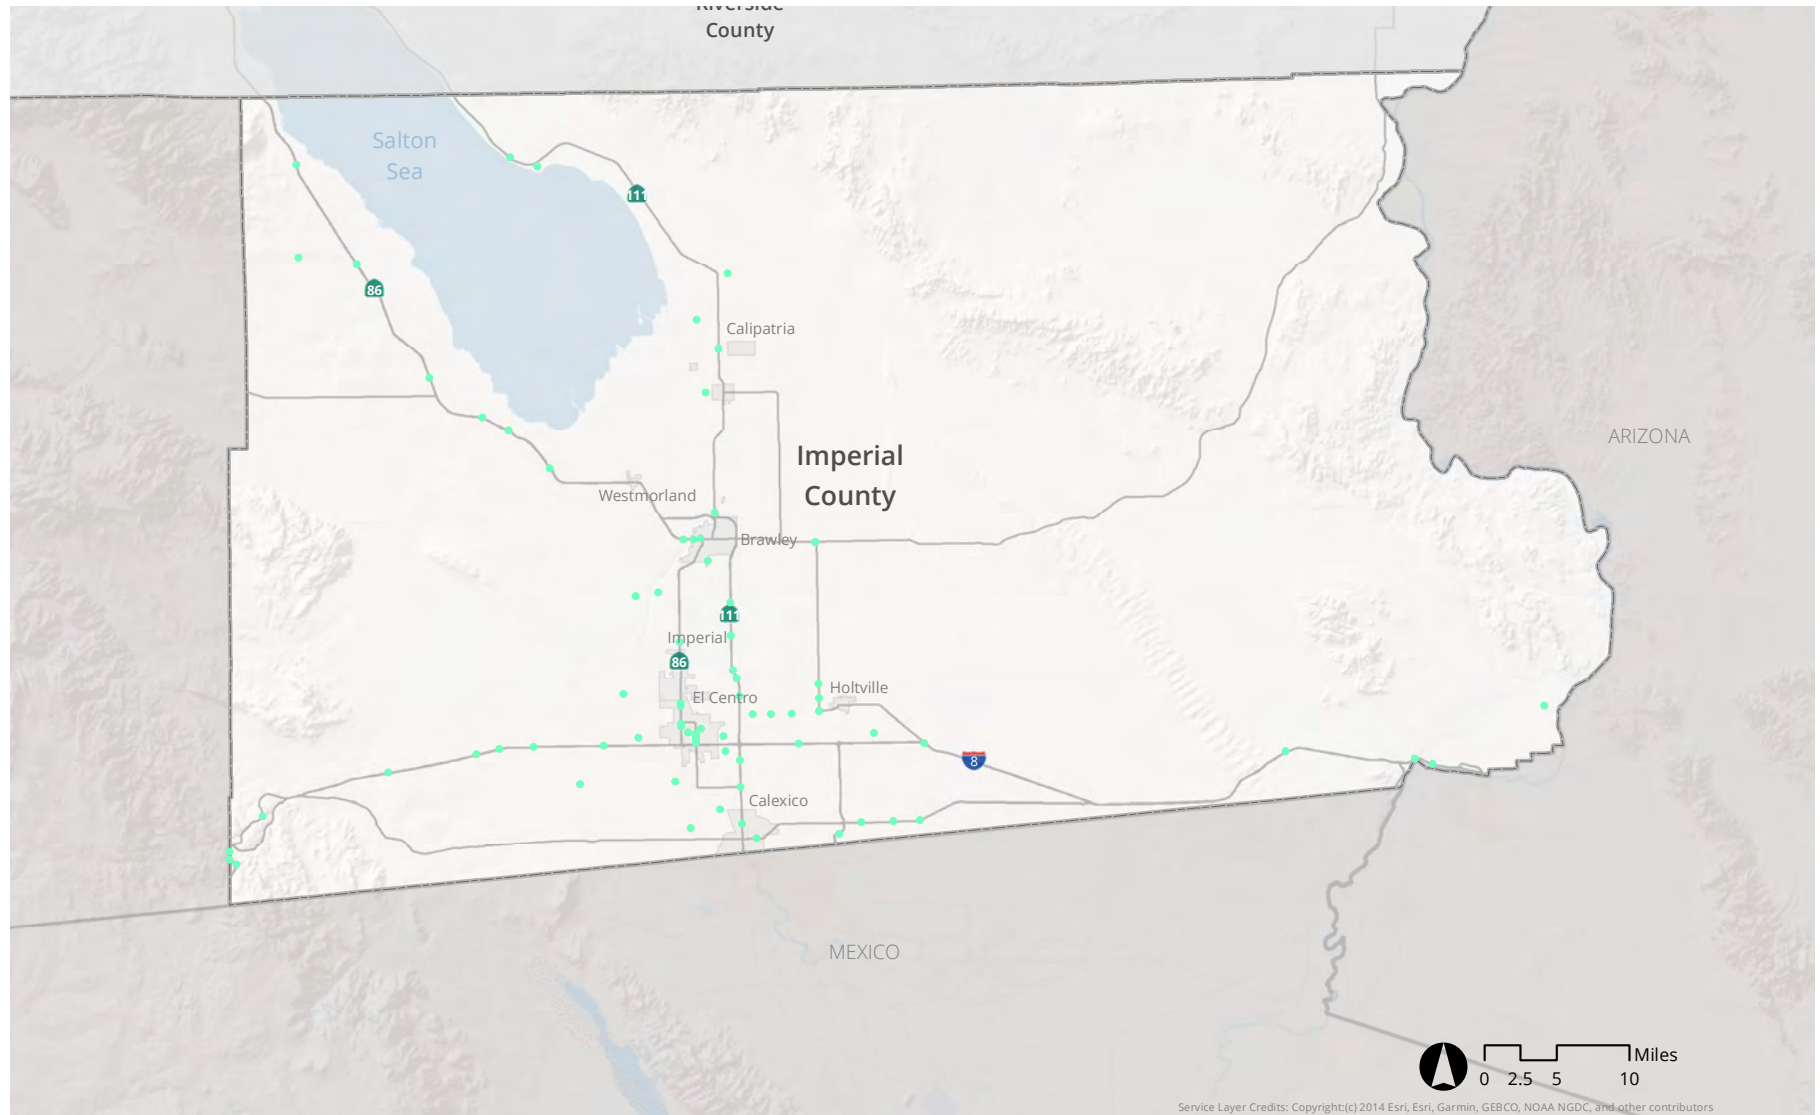 Riverside
County
Salton
Sea
111
86
Calipatria
ARIZONA
Imperial
County
Westmorland
Brawley
111
Imperial
86
Holtville
El Centro
8
Calexico
MEXICO
Miles
0 2.5 5 10
Service Layer Credits: Copyright:(c) 2014 Esri, Esri, Garmin, GEBCO, NOAA NGDC, and other contributors